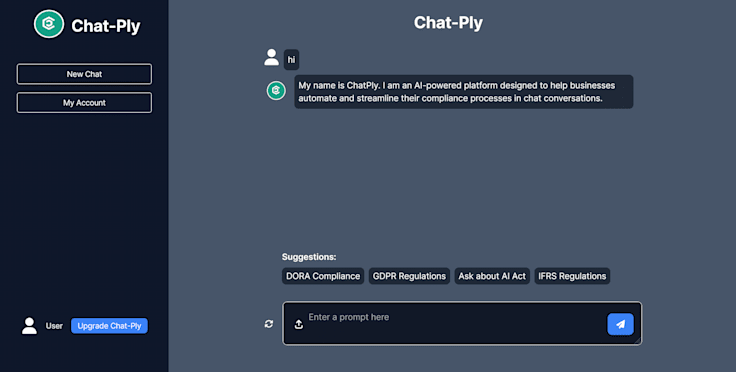 Chat-Ply
New Chat
My Account
User
Upgrade Chat-Ply
Chat-Ply
hi
My name is ChatPly. I am an AI-powered platform designed to help businesses
automate and streamline their compliance processes in chat conversations.
Suggestions:
DORA Compliance
GDPR Regulations
Ask about AI Act
IFRS Regulations
Enter a prompt here